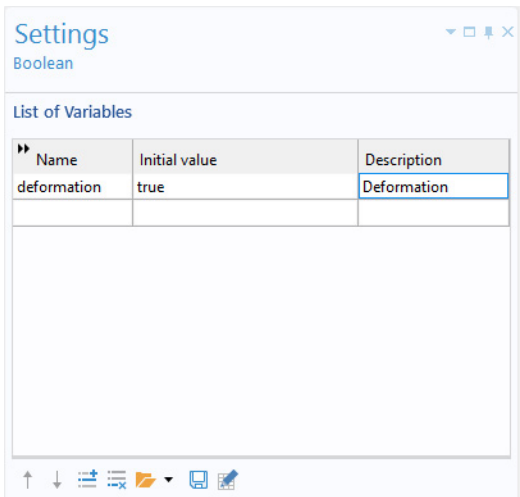 Settings
Boolean
List of Variables
Name Initial value Description
deformation true Deformation